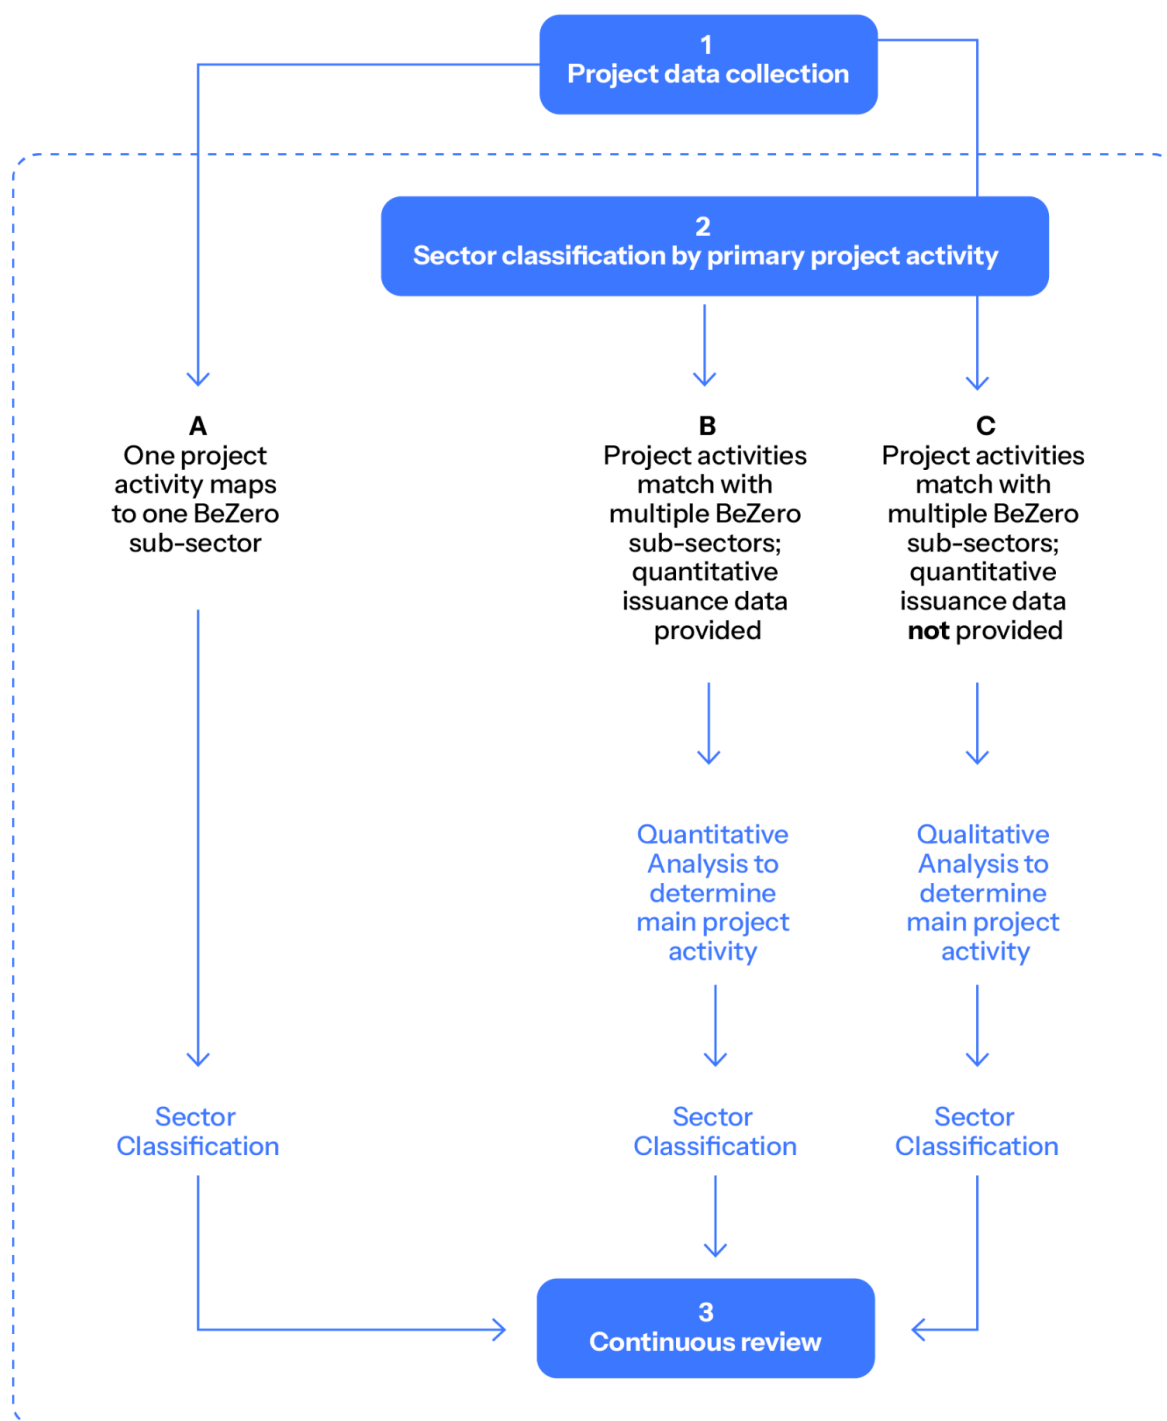 1
Project data collection
2
Sector classification by primary project activity
A
One project
activity maps
to one BeZero
sub-sector
B
Project activities
match with
multiple BeZero
sub-sectors;
quantitative
issuance data
provided
C
Project activities
match with
multiple BeZero
sub-sectors;
quantitative
issuance data
not provided
Quantitative
Analysis to
determine
main project
activity
Qualitative
Analysis to
determine
main project
activity
Sector
Classification
Sector
Classification
Sector
Classification
3
Continuous review